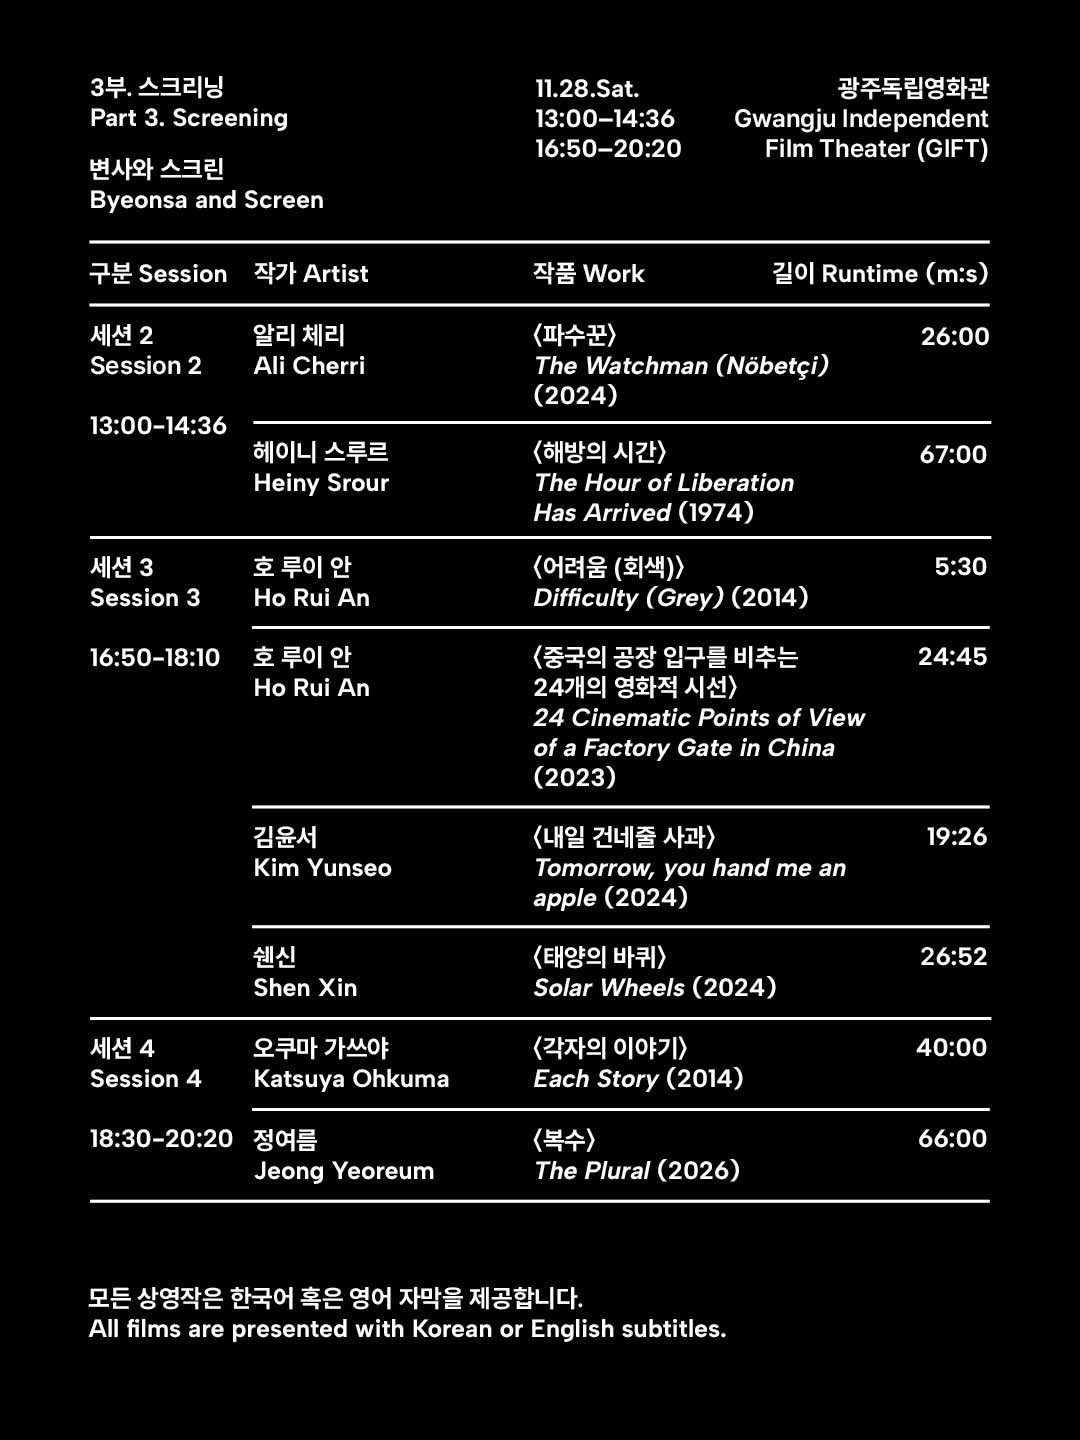 3부. 스크리닝
Part 3. Screening
변사와 스크린
Byeonsa and Screen
11.28.Sat.
13:00–14:36
16:50–20:20
광주독립영화관
Gwangju Independent
Film Theater (GIFT)
구분 Session 작가 Artist 작품 Work 길이 Runtime (m:s)
세션 2
Session 2
13:00-14:36
알리 체리
Ali Cherri
〈파수꾼〉
The Watchman (Nöbetçi)
(2024)
26:00
헤이니 스루르
Heiny Srour
〈해방의 시간〉
The Hour of Liberation
Has Arrived (1974)
67:00
세션 3
Session 3
16:50-18:10
호 루이 안
Ho Rui An
〈어려움 (회색)〉
Difficulty (Grey) (2014)
5:30
호 루이 안
Ho Rui An
〈중국의 공장 입구를 비추는
24개의 영화적 시선〉
24 Cinematic Points of View
of a Factory Gate in China
(2023)
24:45
김윤서
Kim Yunseo
〈내일 건네줄 사과〉
Tomorrow, you hand me an
apple (2024)
19:26
쉔신
Shen Xin
〈태양의 바퀴〉
Solar Wheels (2024)
26:52
세션 4
Session 4
18:30-20:20
오쿠마 가쓰야
Katsuya Ohkuma
〈각자의 이야기〉
Each Story (2014)
40:00
정여름
Jeong Yeoreum
〈복수〉
The Plural (2026)
66:00
모든 상영작은 한국어 혹은 영어 자막을 제공합니다.
All films are presented with Korean or English subtitles.